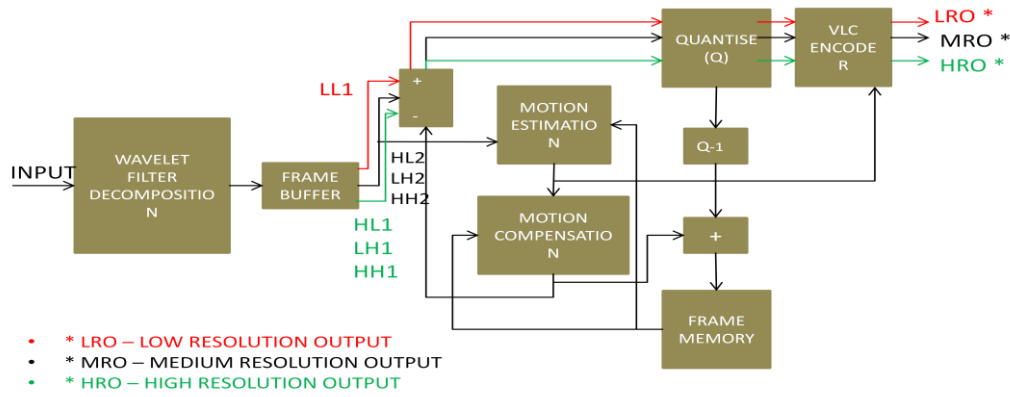 LRO *
MRO *
HRO *
VLC
ENCODE
R
QUANTISE
(Q)
+
-
LL1
MOTION
ESTIMATIO
N
Q-1
WAVELET
FILTER
DECOMPOSITIO
N
INPUT
FRAME
BUFFER
HL2
LH2
HH2
HL1
LH1
HH1
MOTION
COMPENSATIO
N
+
FRAME
MEMORY
• * LRO – LOW RESOLUTION OUTPUT
• * MRO – MEDIUM RESOLUTION OUTPUT
• * HRO – HIGH RESOLUTION OUTPUT